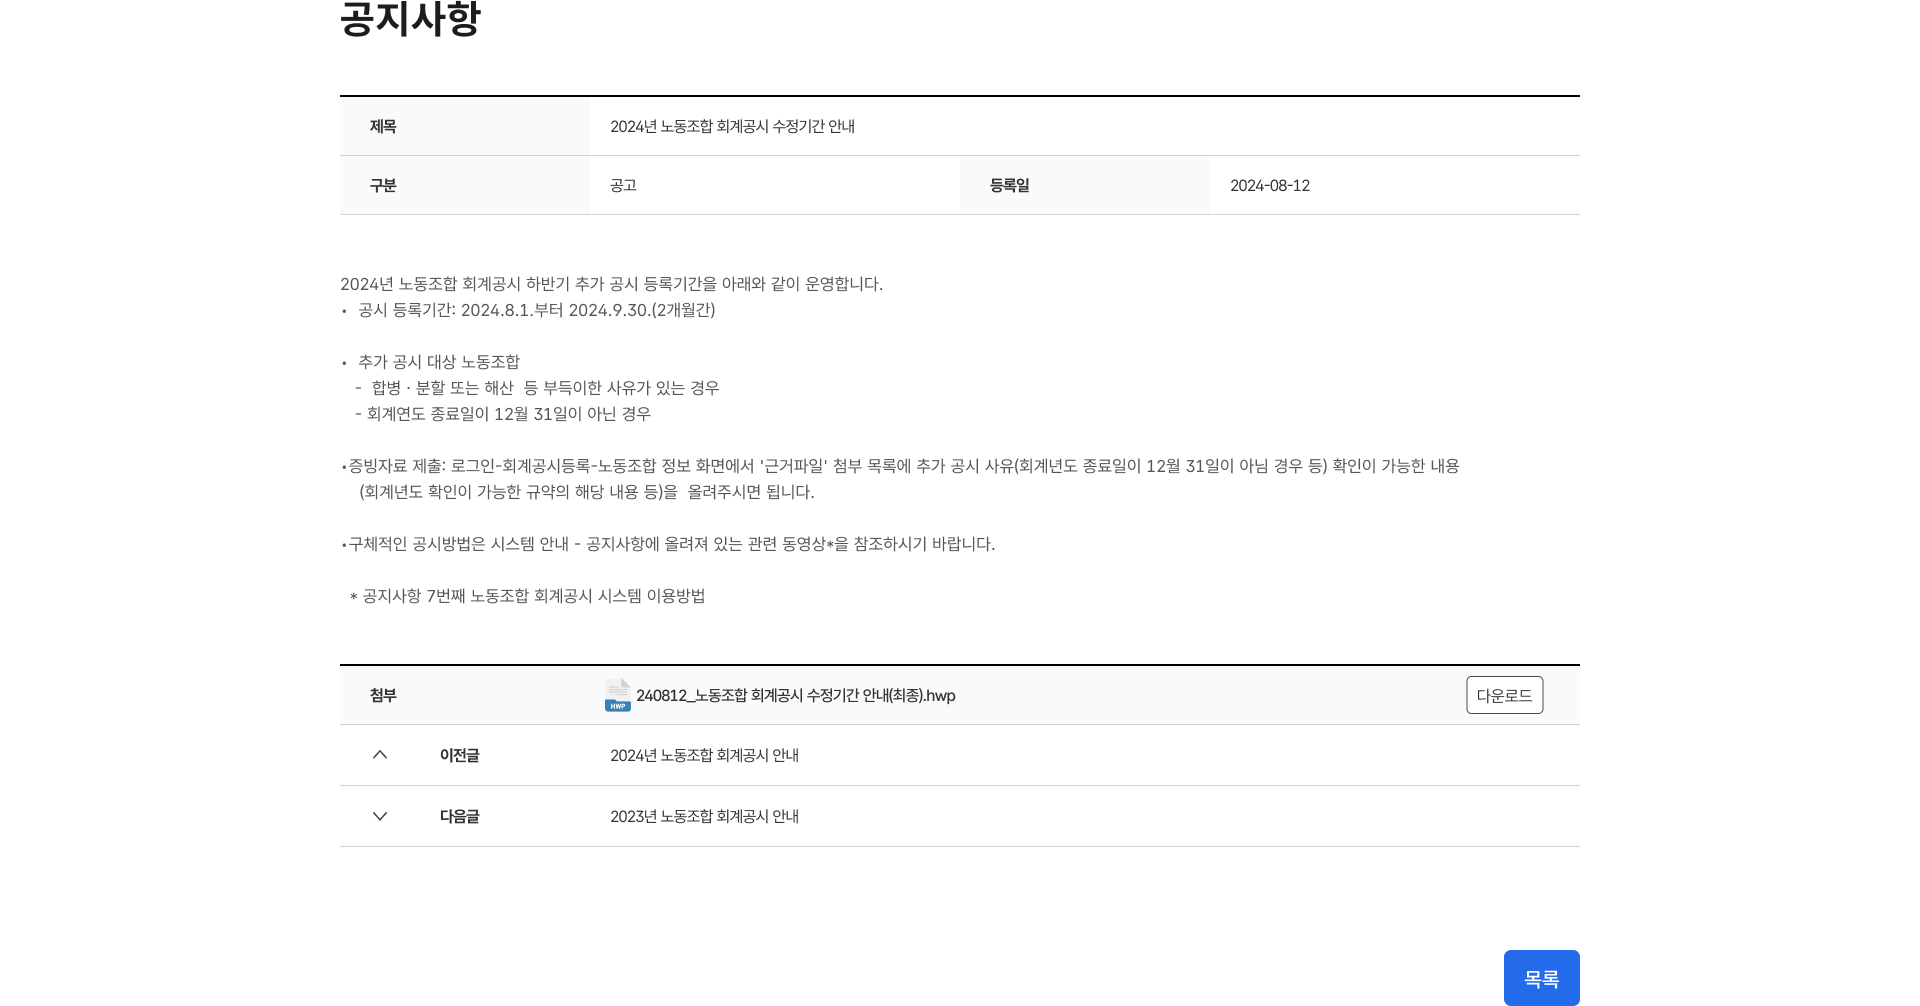 공지사항
제목 2024년 노동조합 회계공시 수정기간 안내
구분 공고 등록일 2024-08-12
2024년 노동조합 회계공시 하반기 추가 공시 등록기간을 아래와 같이 운영합니다.
• 공시 등록기간: 2024.8.1.부터 2024.9.30.(2개월간)
• 추가 공시 대상 노동조합
- 합병 · 분할 또는 해산 등 부득이한 사유가 있는 경우
- 회계연도 종료일이 12월 31일이 아닌 경우
•증빙자료 제출: 로그인-회계공시등록-노동조합 정보 화면에서 '근거파일' 첨부 목록에 추가 공시 사유(회계년도 종료일이 12월 31일이 아님 경우 등) 확인이 가능한 내용
(회계년도 확인이 가능한 규약의 해당 내용 등)을 올려주시면 됩니다.
•구체적인 공시방법은 시스템 안내 - 공지사항에 올려져 있는 관련 동영상*을 참조하시기 바랍니다.
* 공지사항 7번째 노동조합 회계공시 시스템 이용방법
첨부 HWP 240812_노동조합 회계공시 수정기간 안내(최종).hwp 다운로드
이전글 2024년 노동조합 회계공시 안내
다음글 2023년 노동조합 회계공시 안내
목록